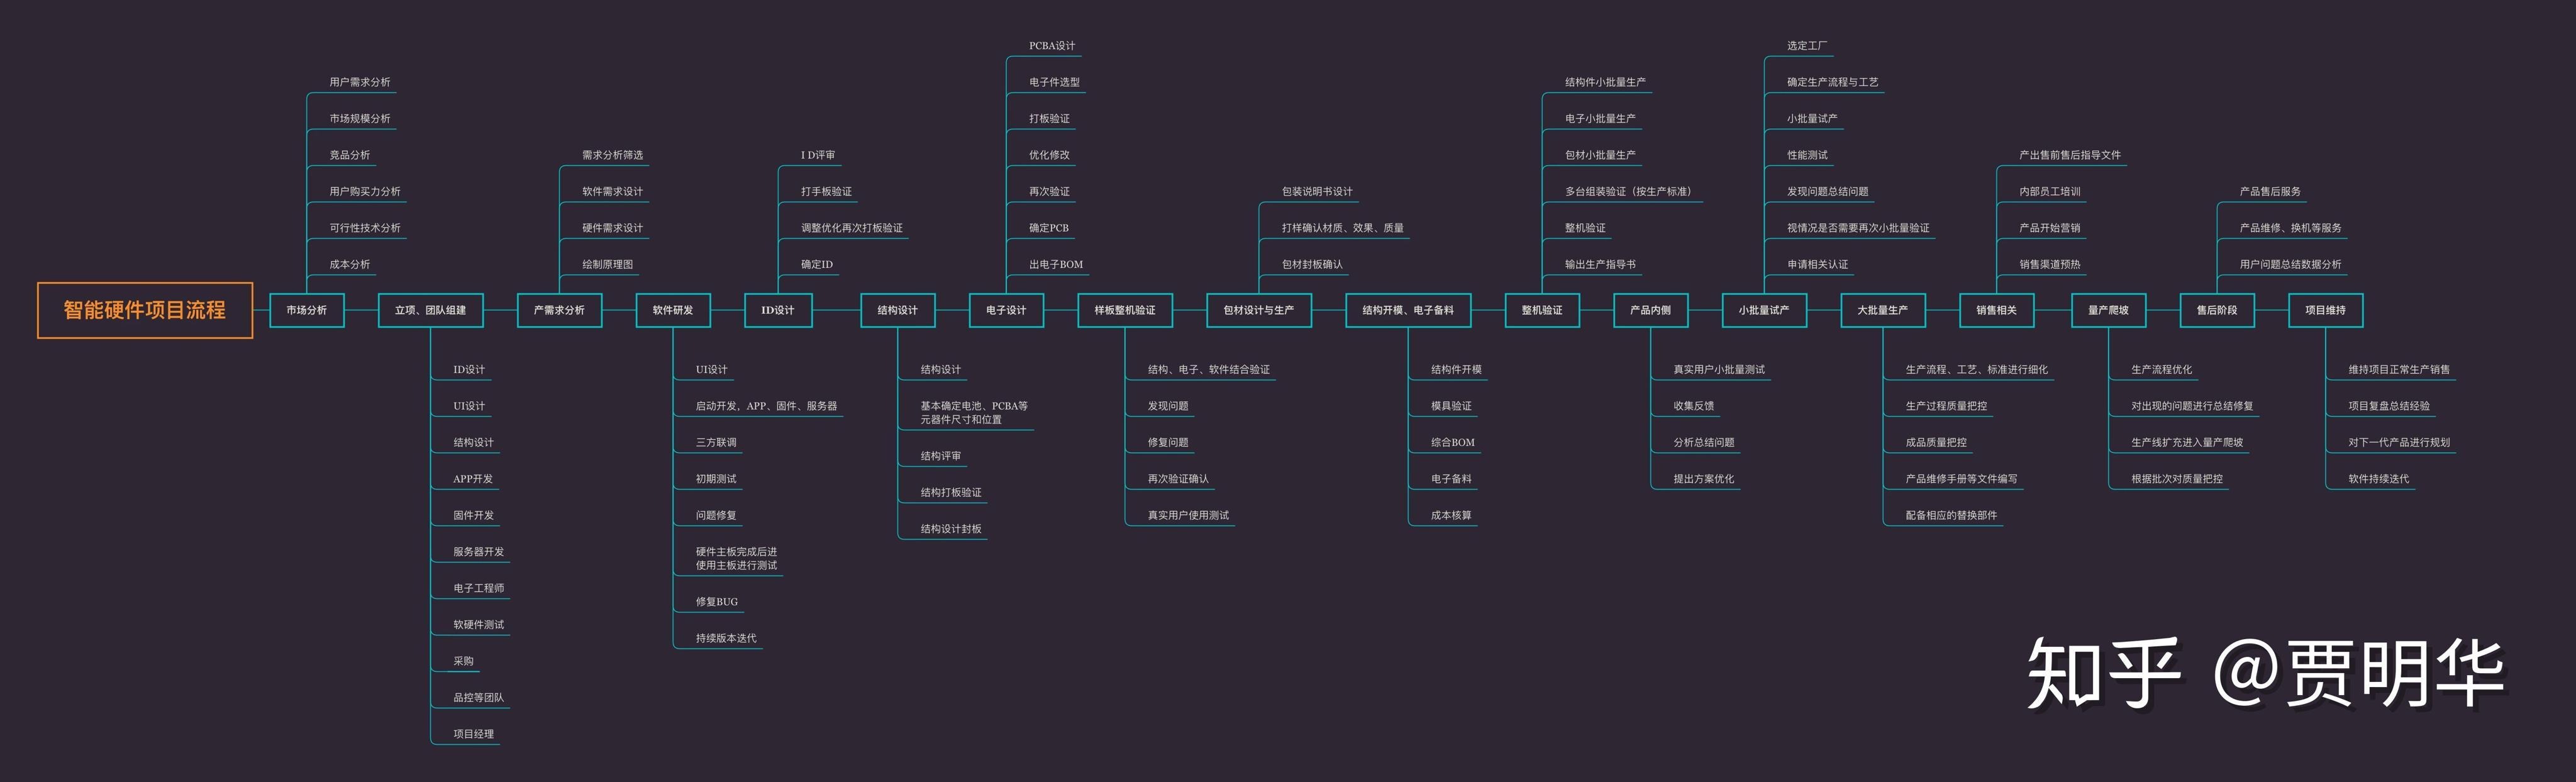 智能硬件项目流程
市场分析
用户需求分析
市场规模分析
竞品分析
用户购买力分析
可行性技术分析
成本分析
立项、团队组建
ID设计
UI设计
结构设计
APP开发
固件开发
服务器开发
电子工程师
软硬件测试
采购
品控等团队
项目经理
产需求分析
需求分析筛选
软件需求设计
硬件需求设计
绘制原理图
软件研发
UI设计
启动开发，APP、固件、服务器
三方联调
初期测试
问题修复
硬件主板完成后进
使用主板进行测试
修复BUG
持续版本迭代
ID设计
I D评审
打手板验证
调整优化再次打板验证
确定ID
结构设计
结构设计
基本确定电池、PCBA等
元器件尺寸和位置
结构评审
结构打板验证
结构设计封板
电子设计
PCBA设计
电子件选型
打板验证
优化修改
再次验证
确定PCB
出电子BOM
样板整机验证
结构、电子、软件结合验证
发现问题
修复问题
再次验证确认
真实用户使用测试
包材设计与生产
包装说明书设计
打样确认材质、效果、质量
包材封板确认
结构开模、电子备料
结构件开模
模具验证
综合BOM
电子备料
成本核算
整机验证
结构件小批量生产
电子小批量生产
包材小批量生产
多台组装验证（按生产标准）
整机验证
输出生产指导书
产品内侧
真实用户小批量测试
收集反馈
分析总结问题
提出方案优化
小批量试产
选定工厂
确定生产流程与工艺
小批量试产
性能测试
发现问题总结问题
视情况是否需要再次小批量验证
申请相关认证
大批量生产
生产流程、工艺、标准进行细化
生产过程质量把控
成品质量把控
产品维修手册等文件编写
配备相应的替换部件
销售相关
产出售前售后指导文件
内部员工培训
产品开始营销
销售渠道预热
量产爬坡
生产流程优化
对出现的问题进行总结修复
生产线扩充进入量产爬坡
根据批次对质量把控
售后阶段
产品售后服务
产品维修、换机等服务
用户问题总结数据分析
项目维持
维持项目正常生产销售
项目复盘总结经验
对下一代产品进行规划
软件持续迭代
知乎 @贾明华